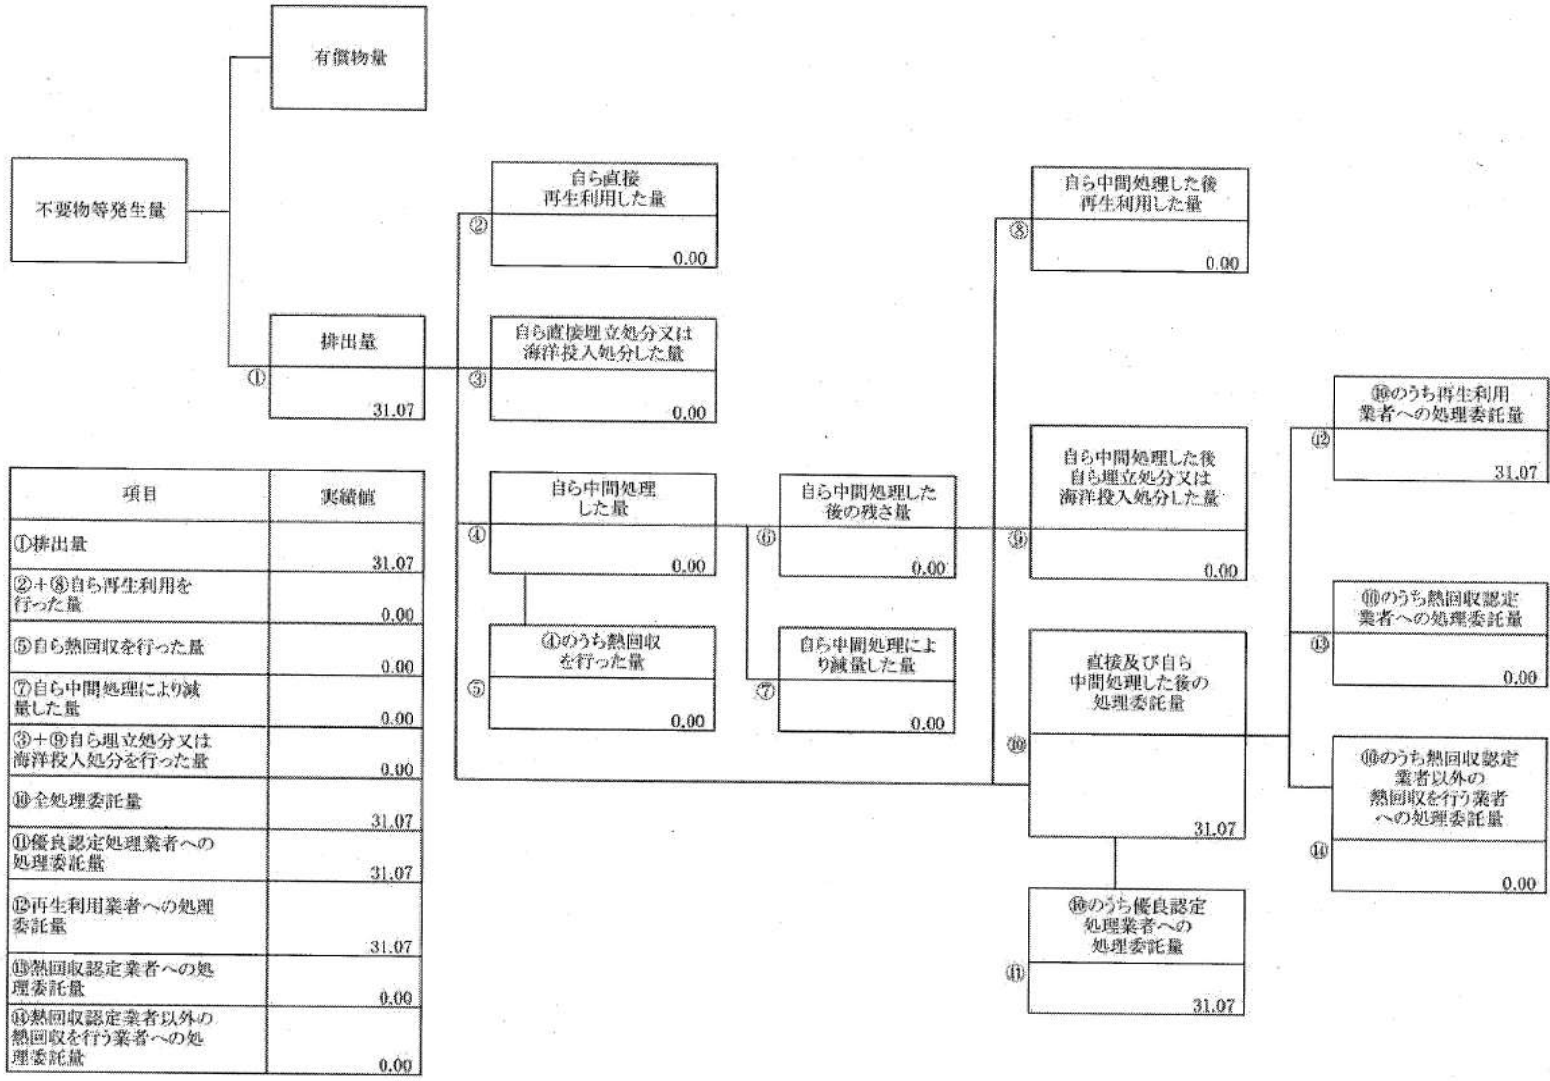 有償物量
不要物等発生量
排出量
①
31.07
自ら直接
再生利用した量
②
0.00
自ら直接埋立処分又は
海洋投入処分した量
③
0.00
自ら中間処理
した量
④
0.00
④のうち熱回収
を行った量
⑤
0.00
自ら中間処理した
後の残さ量
⑥
0.00
自ら中間処理によ
り減量した量
⑦
0.00
自ら中間処理した後
再生利用した量
⑧
0.00
自ら中間処理した後
自ら埋立処分又は
海洋投入処分した量
⑨
0.00
直接及び自ら
中間処理した後の
処理委託量
⑩
31.07
⑩のうち優良認定
処理業者への
処理委託量
⑪
31.07
⑩のうち再生利用
業者への処理委託量
⑫
31.07
⑩のうち熱回収認定
業者への処理委託量
⑬
0.00
⑩のうち熱回収認定
業者以外の
熱回収を行う業者
への処理委託量
⑭
0.00
項目 実績値
①排出量
31.07
②+⑧自ら再生利用を
行った量
0.00
⑤自ら熱回収を行った量
0.00
⑦自ら中間処理により減
量した量
0.00
③+⑨自ら埋立処分又は
海洋投入処分を行った量
0.00
⑩全処理委託量
31.07
⑪優良認定処理業者への
処理委託量
31.07
⑫再生利用業者への処理
委託量
31.07
⑬熱回収認定業者への処
理委託量
0.00
⑭熱回収認定業者以外の
熱回収を行う業者への処
理委託量
0.00